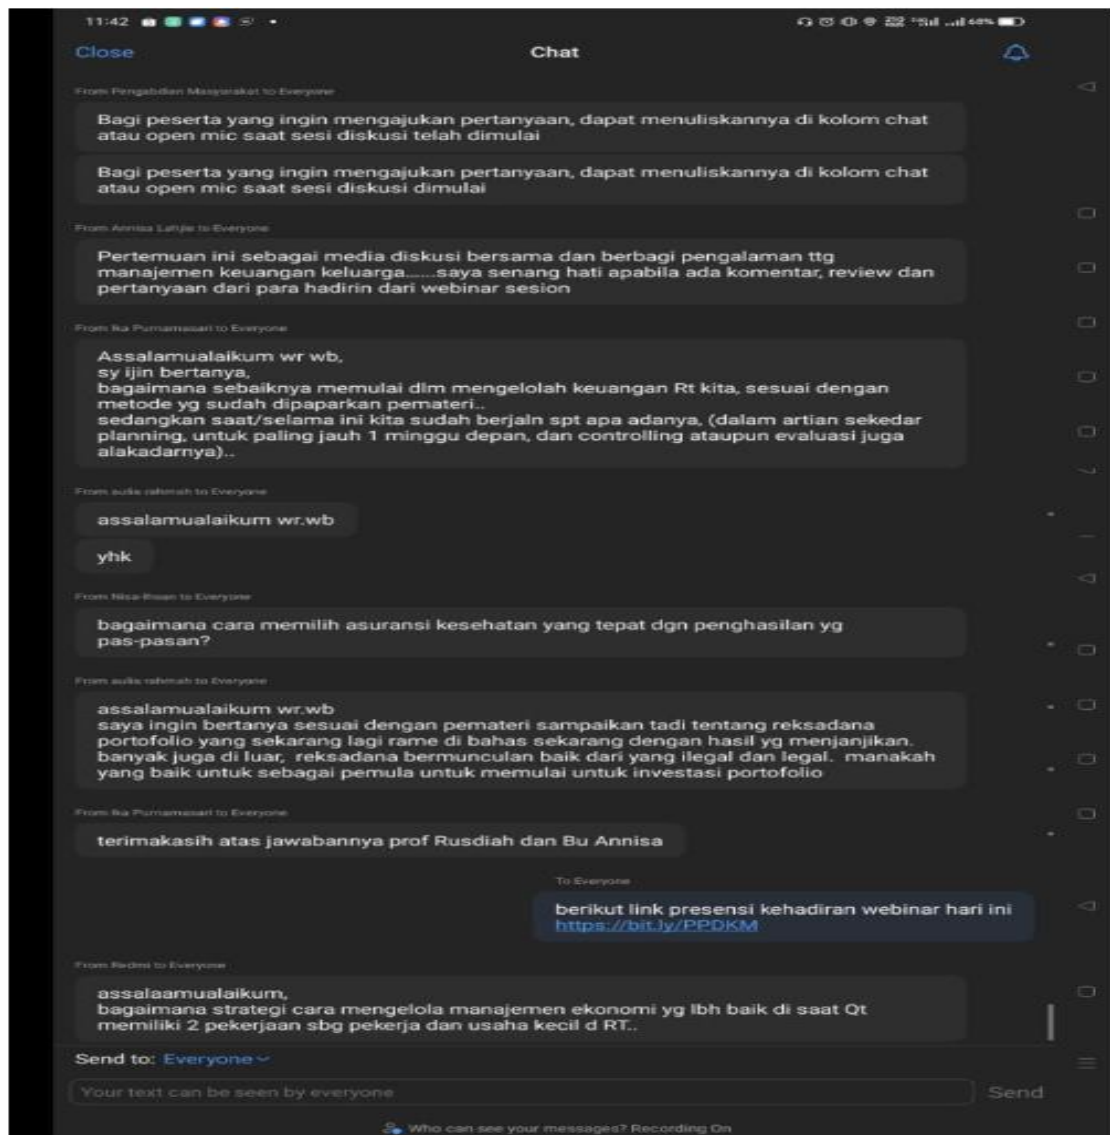 11:42
68%
Close
Chat
From Pengabdian Masyarakat to Everyone
Bagi peserta yang ingin mengajukan pertanyaan, dapat menuliskannya di kolom chat
atau open mic saat sesi diskusi telah dimulai
Bagi peserta yang ingin mengajukan pertanyaan, dapat menuliskannya di kolom chat
atau open mic saat sesi diskusi dimulai
From Annisa to Everyone
Pertemuan ini sebagai media diskusi bersama dan berbagi pengalaman ttg
manajemen keuangan keluarga......saya senang hati apabila ada komentar, review dan
pertanyaan dari para hadirin dari webinar sesion
From Ika Purnamasari to Everyone
Assalamualaikum wr wb,
sy ijin bertanya,
bagaimana sebaiknya memulai dlm mengelolah keuangan Rt kita, sesuai dengan
metode yg sudah dipaparkan pemateri..
sedangkan saat/selama ini kita sudah berjaln spt apa adanya, (dalam artian sekedar
planning, untuk paling jauh 1 minggu depan, dan controlling ataupun evaluasi juga
alakadarnya)..
From aulia rahmah to Everyone
assalamualaikum wr.wb
yhk
From to Everyone
bagaimana cara memilih asuransi kesehatan yang tepat dgn penghasilan yg
pas-pasan?
From aulia rahmah to Everyone
assalamualaikum wr.wb
saya ingin bertanya sesuai dengan pemateri sampaikan tadi tentang reksadana
portofolio yang sekarang lagi rame di bahas sekarang dengan hasil yg menjanjikan.
banyak juga di luar, reksadana bermunculan baik dari yang ilegal dan legal. manakah
yang baik untuk sebagai pemula untuk memulai untuk investasi portofolio
From Ika Purnamasari to Everyone
terimakasih atas jawabannya prof Rusdiah dan Bu Annisa
To Everyone
berikut link presensi kehadiran webinar hari ini
https://bit.ly/PPDKM
From Redmi to Everyone
assalaamualaikum,
bagaimana strategi cara mengelola manajemen ekonomi yg lbh baik di saat Qt
memiliki 2 pekerjaan sbg pekerja dan usaha kecil d RT..
Send to: Everyone
Your text can be seen by everyone
Send
Who can see your messages? Recording On